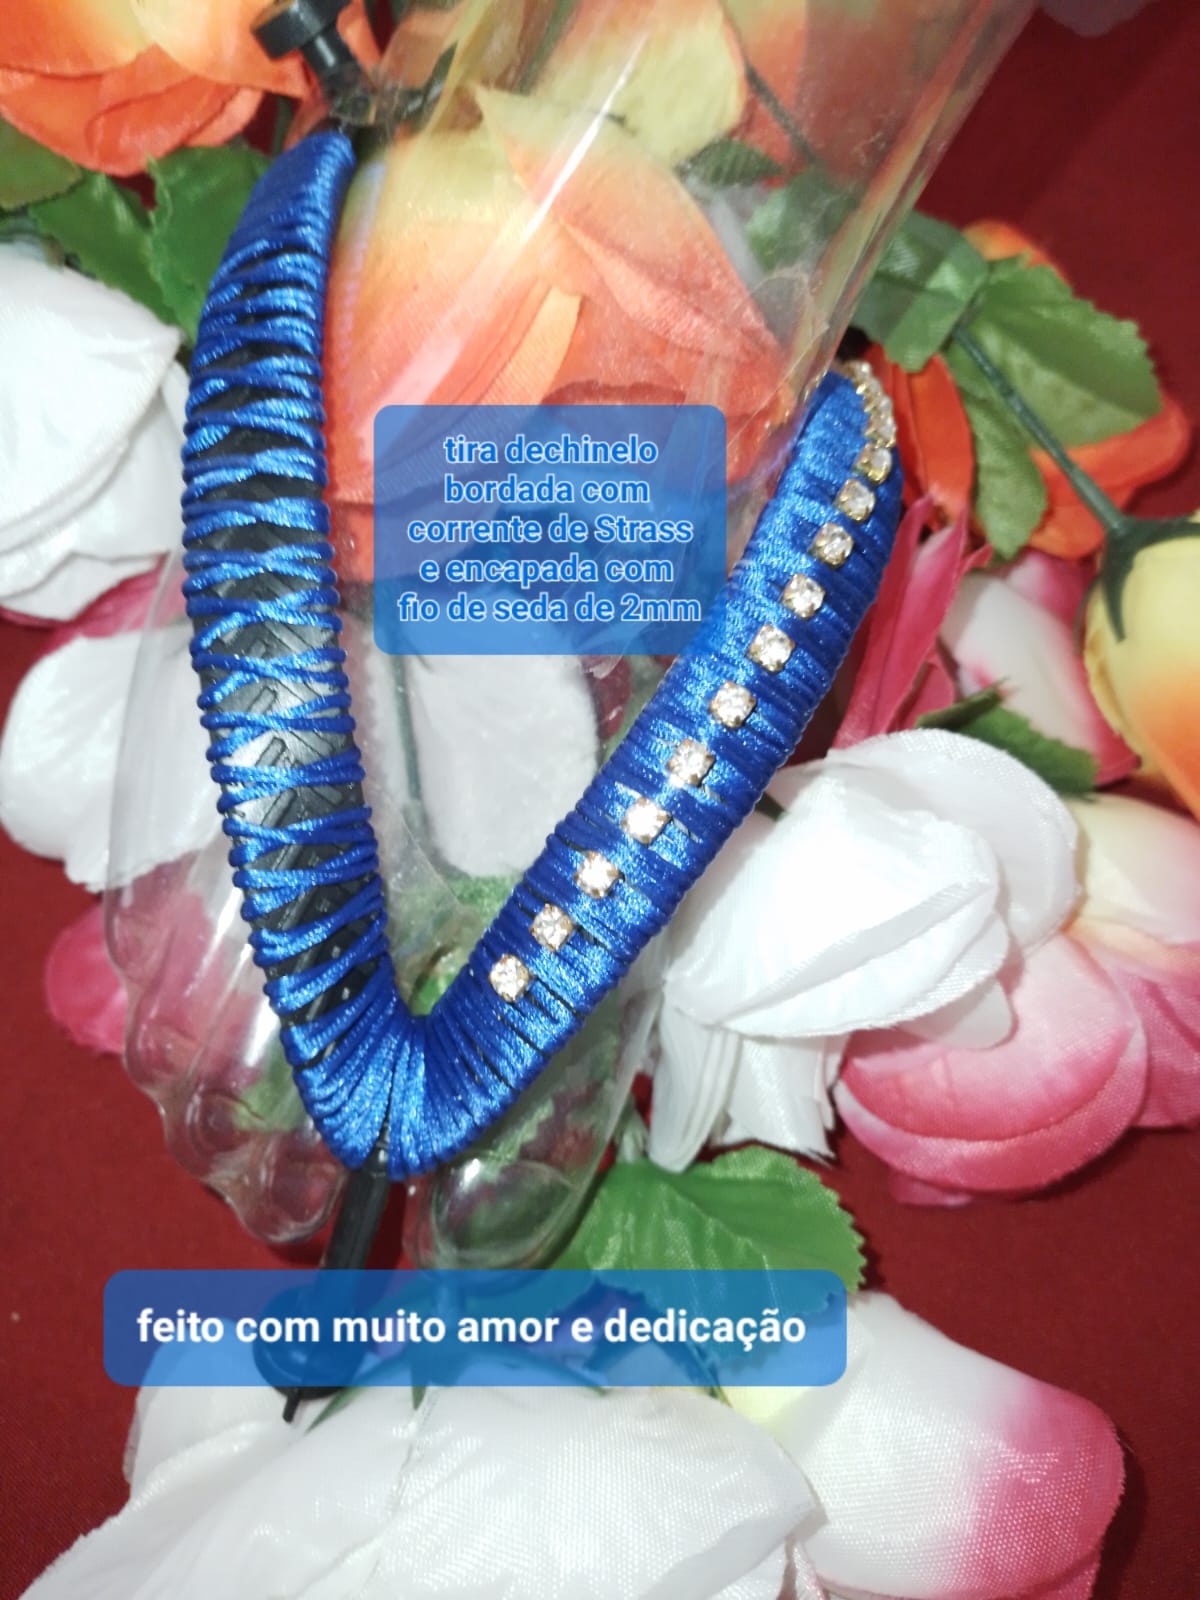 tira dechinelo
bordada com
corrente de Strass
e encapada com
fio de seda de 2mm
feito com muito amor e dedicação